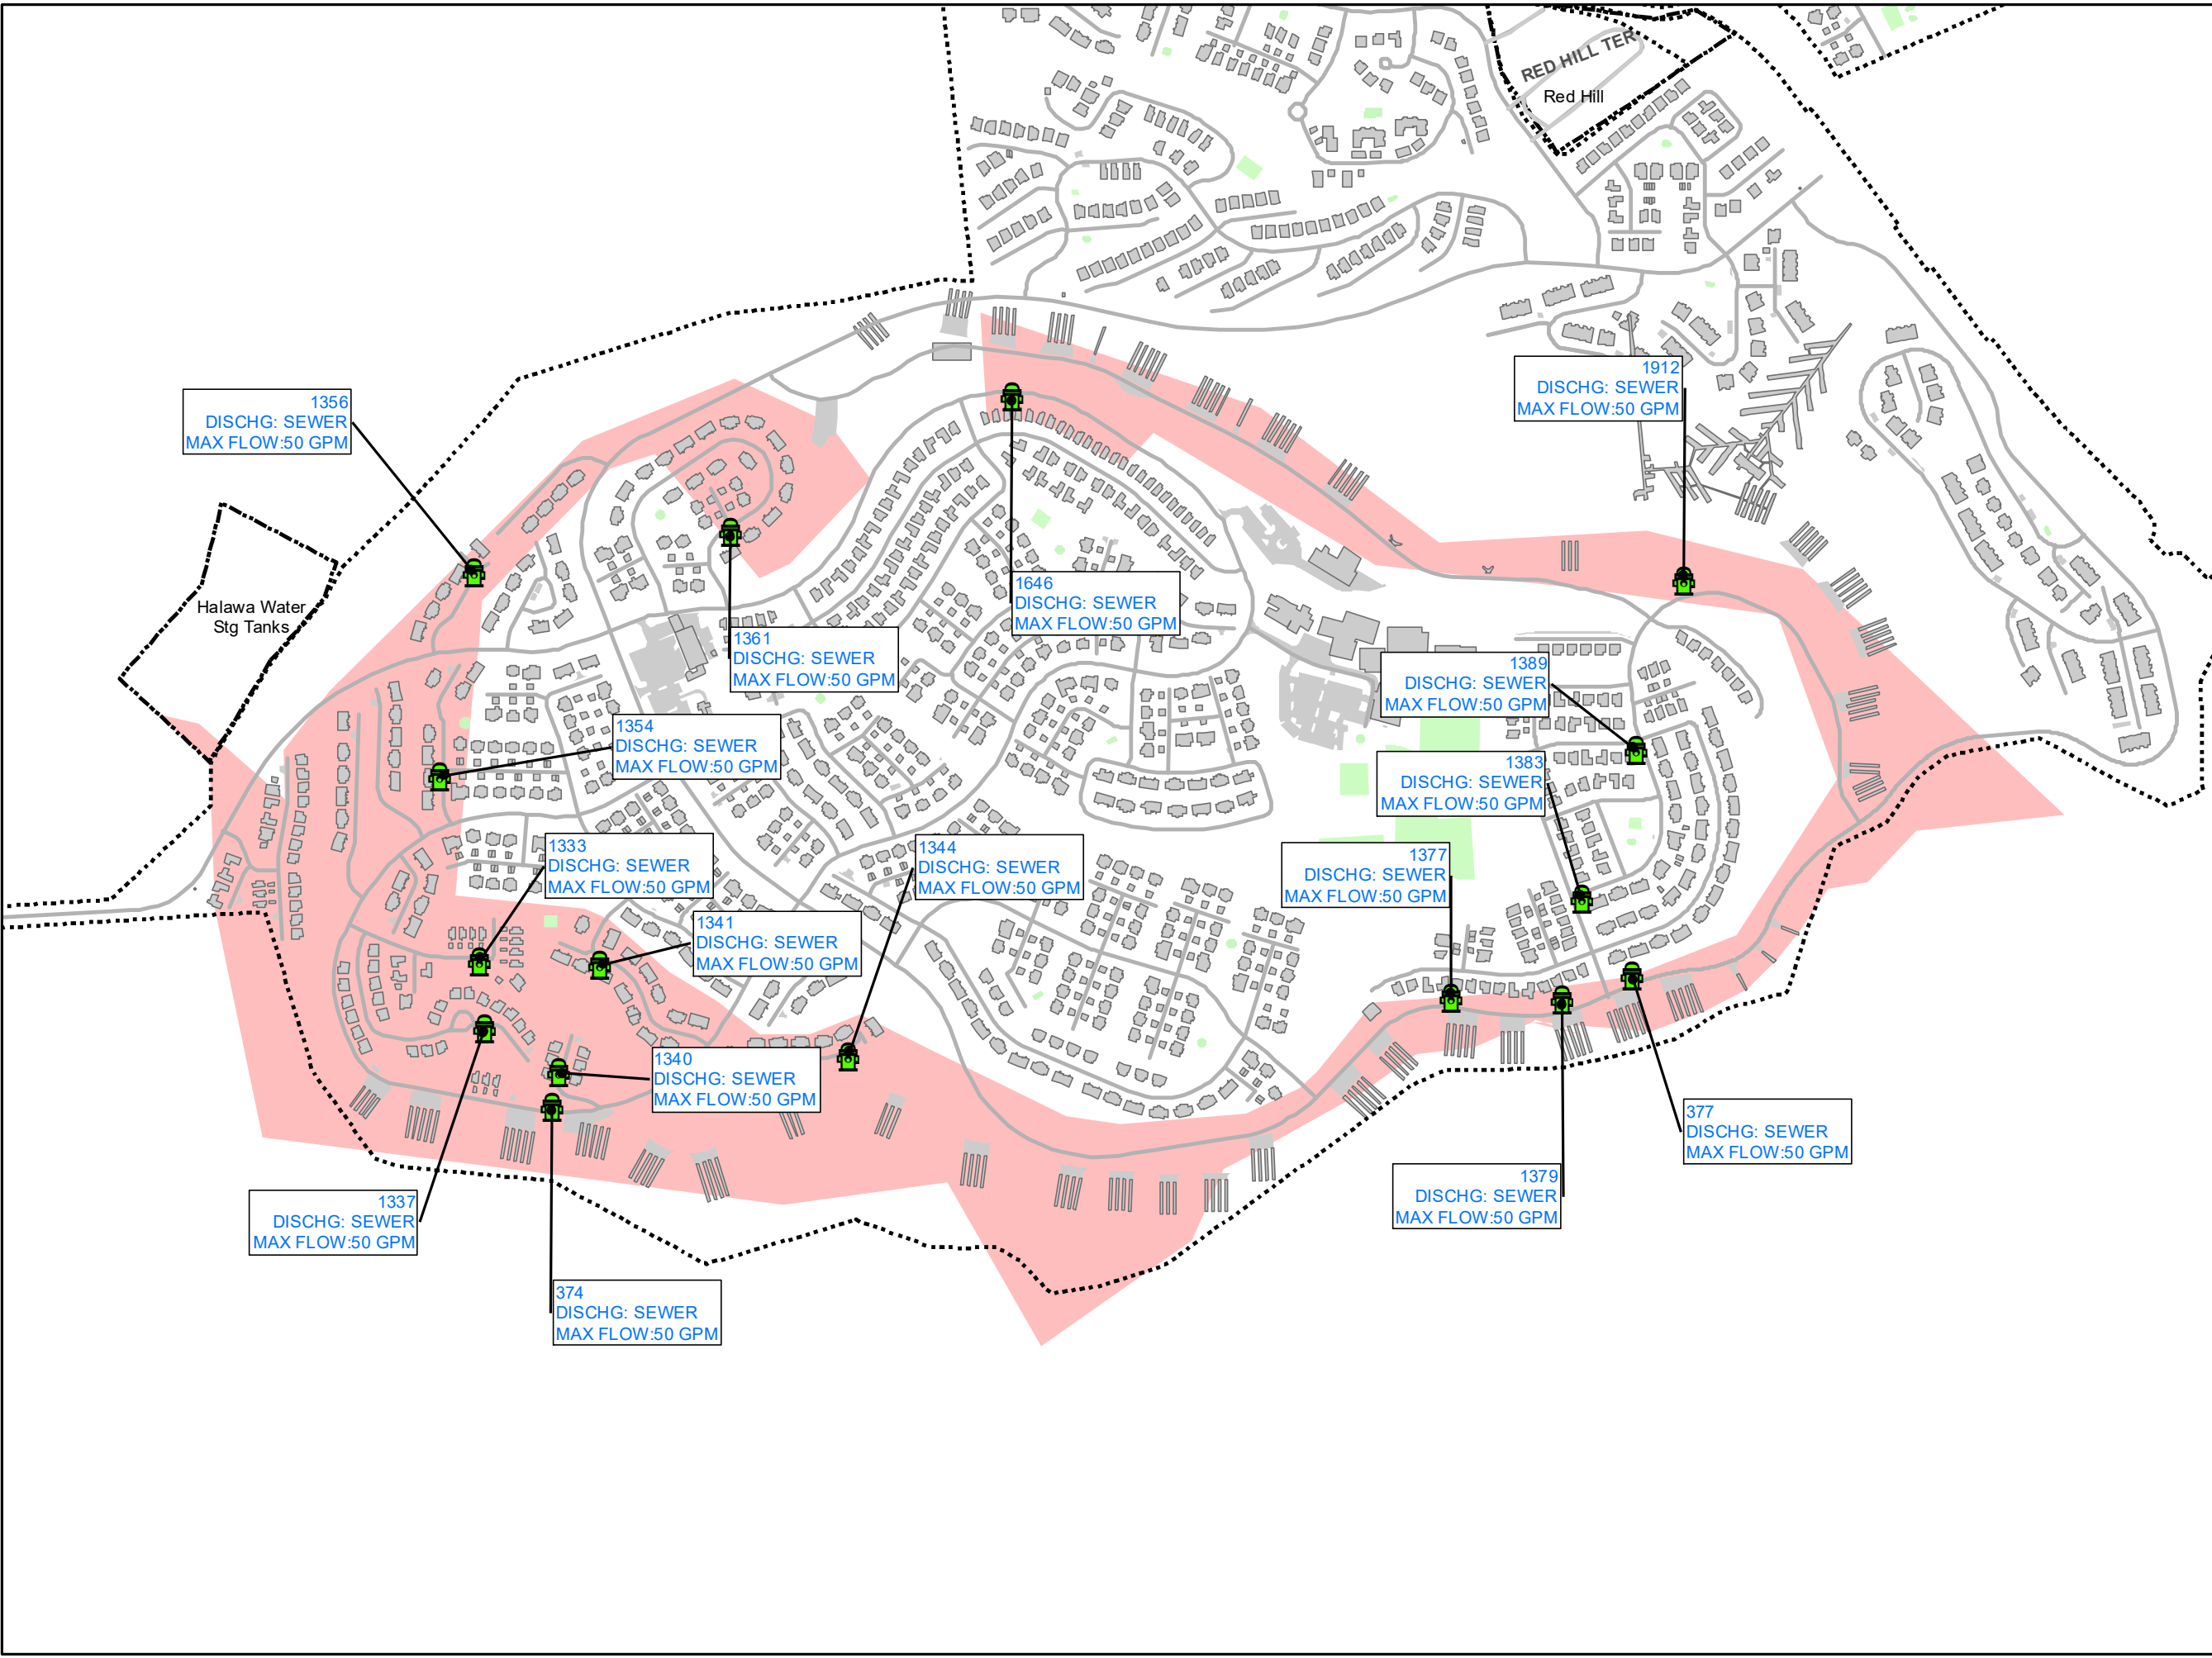 RED HILL TER
Red Hill
1356
DISCHG: SEWER
MAX FLOW:50 GPM
1912
DISCHG: SEWER
MAX FLOW:50 GPM
Halawa Water
Stg Tanks
1646
DISCHG: SEWER
MAX FLOW:50 GPM
1361
DISCHG: SEWER
MAX FLOW:50 GPM
1389
DISCHG: SEWER
MAX FLOW:50 GPM
1354
DISCHG: SEWER
MAX FLOW:50 GPM
1383
DISCHG: SEWER
MAX FLOW:50 GPM
1333
DISCHG: SEWER
MAX FLOW:50 GPM
1344
DISCHG: SEWER
MAX FLOW:50 GPM
1377
DISCHG: SEWER
MAX FLOW:50 GPM
1341
DISCHG: SEWER
MAX FLOW:50 GPM
1340
DISCHG: SEWER
MAX FLOW:50 GPM
377
DISCHG: SEWER
MAX FLOW:50 GPM
1379
DISCHG: SEWER
MAX FLOW:50 GPM
1337
DISCHG: SEWER
MAX FLOW:50 GPM
374
DISCHG: SEWER
MAX FLOW:50 GPM